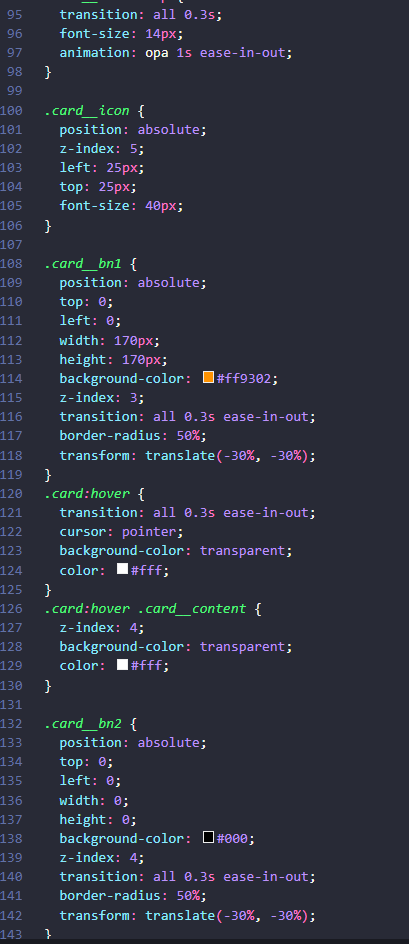 95 transition: all 0.3s;
96 font-size: 14px;
97 animation: opa 1s ease-in-out;
98 }
99
100 .card__icon {
101 position: absolute;
102 z-index: 5;
103 left: 25px;
104 top: 25px;
105 font-size: 40px;
106 }
107
108 .card__bn1 {
109 position: absolute;
110 top: 0;
111 left: 0;
112 width: 170px;
113 height: 170px;
114 background-color: #ff9302;
115 z-index: 3;
116 transition: all 0.3s ease-in-out;
117 border-radius: 50%;
118 transform: translate(-30%, -30%);
119 }
120 .card:hover {
121 transition: all 0.3s ease-in-out;
122 cursor: pointer;
123 background-color: transparent;
124 color: #fff;
125 }
126 .card:hover .card__content {
127 z-index: 4;
128 background-color: transparent;
129 color: #fff;
130 }
131
132 .card__bn2 {
133 position: absolute;
134 top: 0;
135 left: 0;
136 width: 0;
137 height: 0;
138 background-color: #000;
139 z-index: 4;
140 transition: all 0.3s ease-in-out;
141 border-radius: 50%;
142 transform: translate(-30%, -30%);
143 }